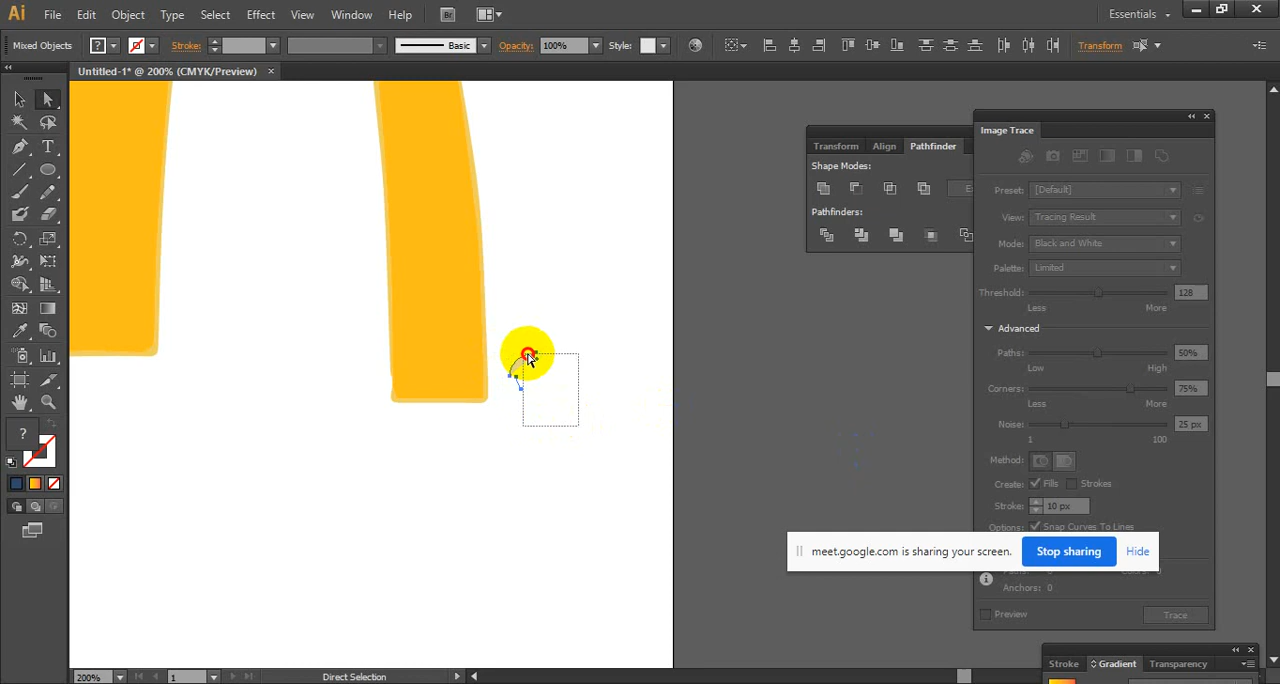 Ai File Edit Object Type Select Effect View Window Help Br Essentials
Mixed Objects ? Stroke: Basic Opacity: 100% Style: Transform
Untitled-1* @ 200% (CMYK/Preview) ×
Image Trace
Transform Align Pathfinder
Shape Modes:
Pathfinders:
Preset: [Default]
View: Tracing Result
Mode: Black and White
Palette: Limited
Threshold: 128
Less More
Advanced
Paths: 50%
Low High
Corners: 75%
Less More
Noise: 25 px
1 100
Method:
Create: Fills Strokes
Stroke: 10 px
Options: Snap Curves To Lines
meet.google.com is sharing your screen. Stop sharing Hide
Anchors: 0
Preview Trace
Stroke Gradient Transparency
T
?
200% 1 Direct Selection